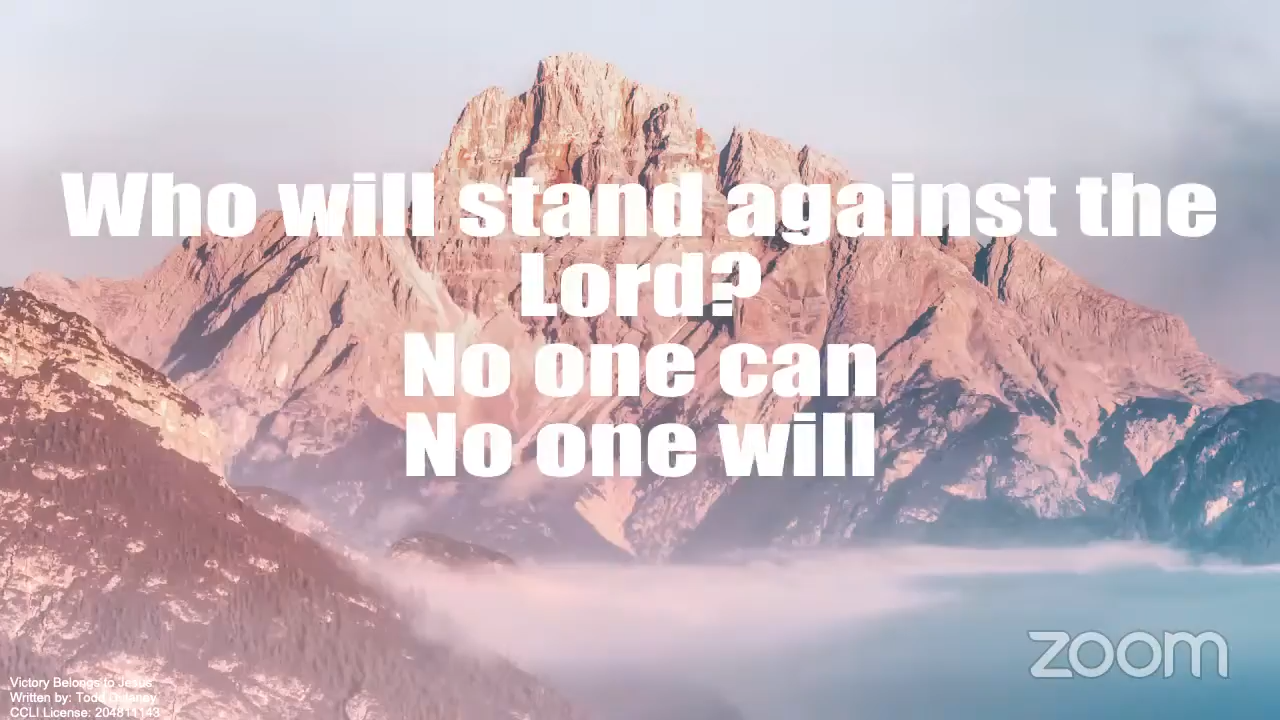 Who will stand against the
Lord?
No one can
No one will
zoom
Victory Belongs to Jesus
Written by: Todd Dulaney
CCLI License: 204811143